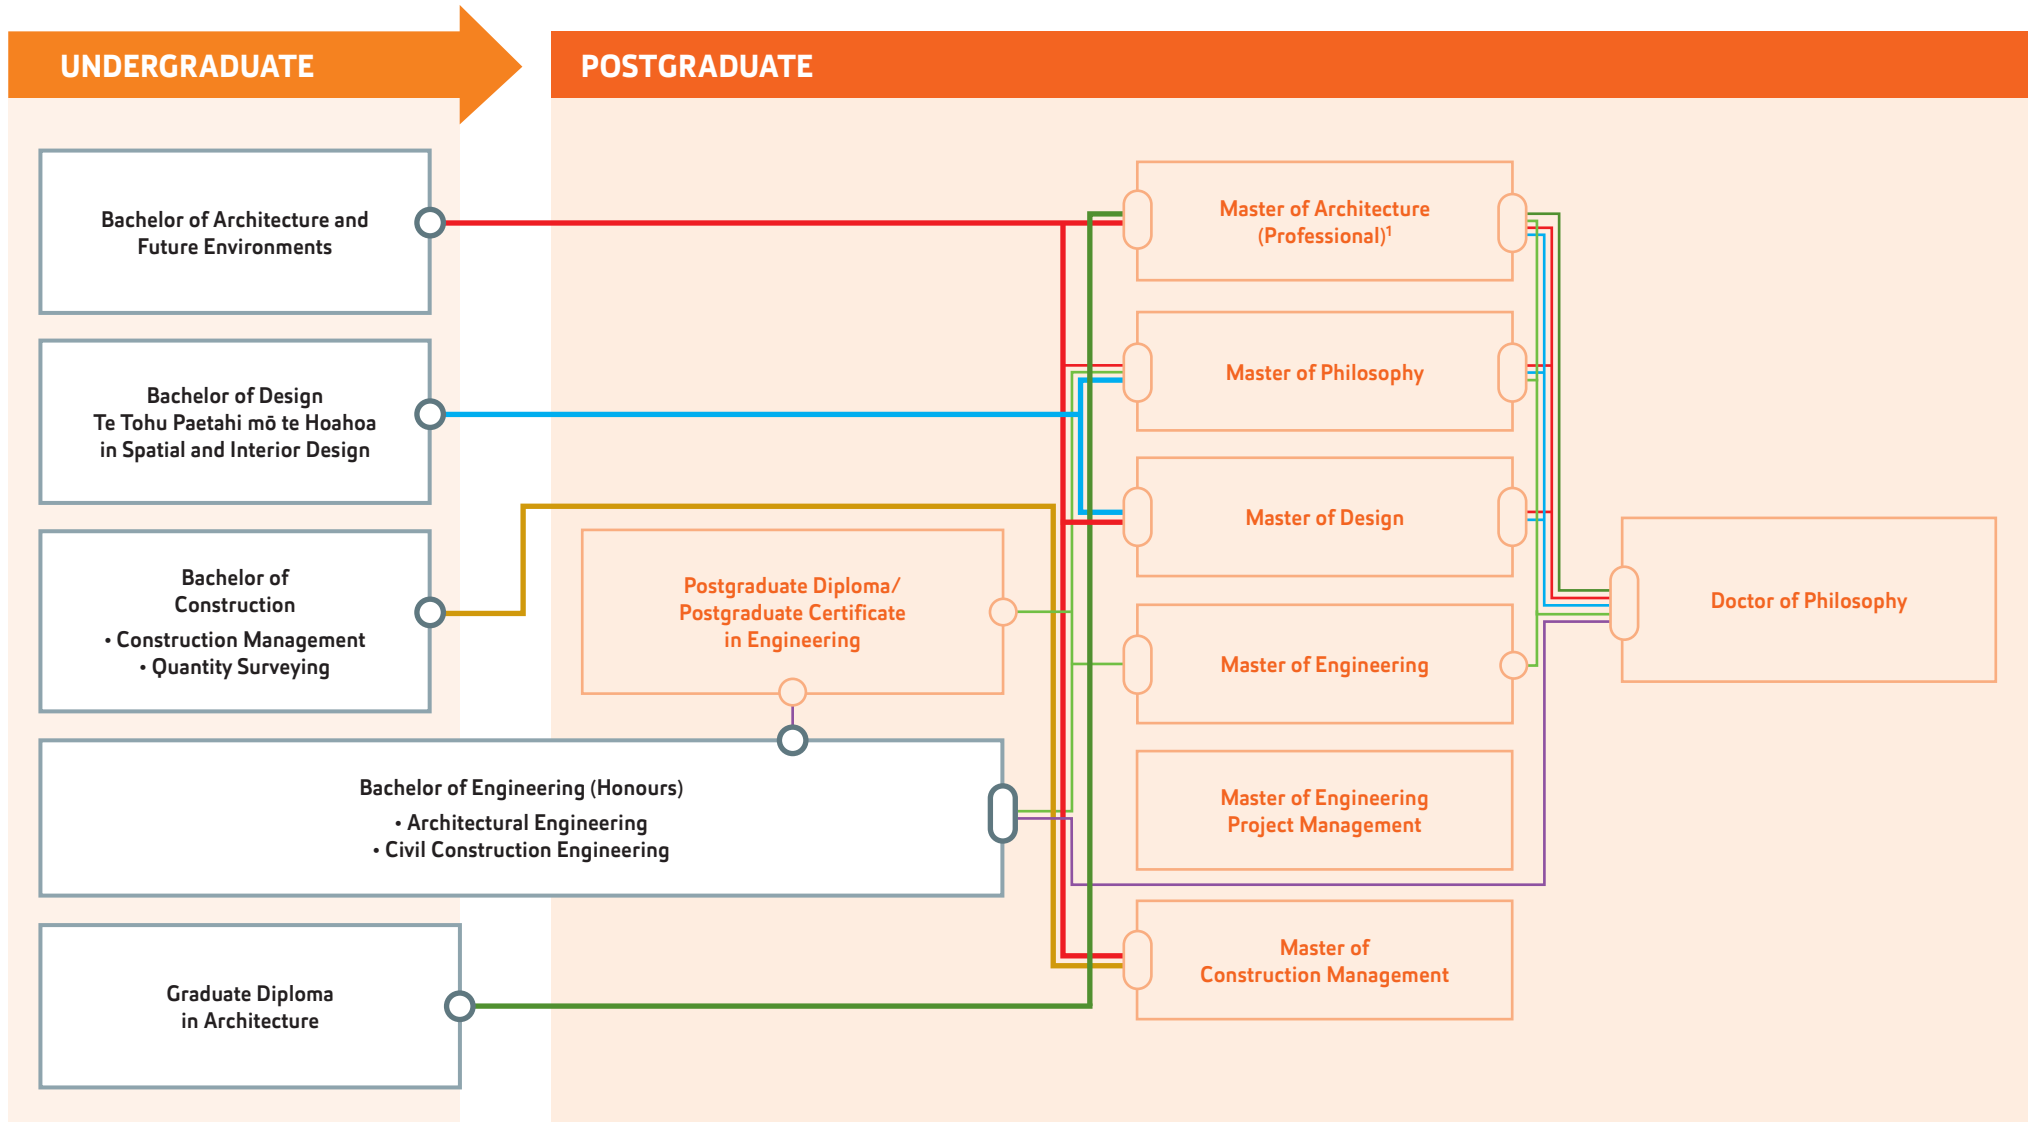 UNDERGRADUATE
POSTGRADUATE
Bachelor of Architecture and
Future Environments
Bachelor of Design
Te Tohu Paetahi mō te Hoahoa
in Spatial and Interior Design
Bachelor of
Construction
• Construction Management
• Quantity Surveying
Bachelor of Engineering (Honours)
• Architectural Engineering
• Civil Construction Engineering
Graduate Diploma
in Architecture
Postgraduate Diploma/
Postgraduate Certificate
in Engineering
Master of Architecture
(Professional)¹
Master of Philosophy
Master of Design
Master of Engineering
Master of Engineering
Project Management
Master of
Construction Management
Doctor of Philosophy